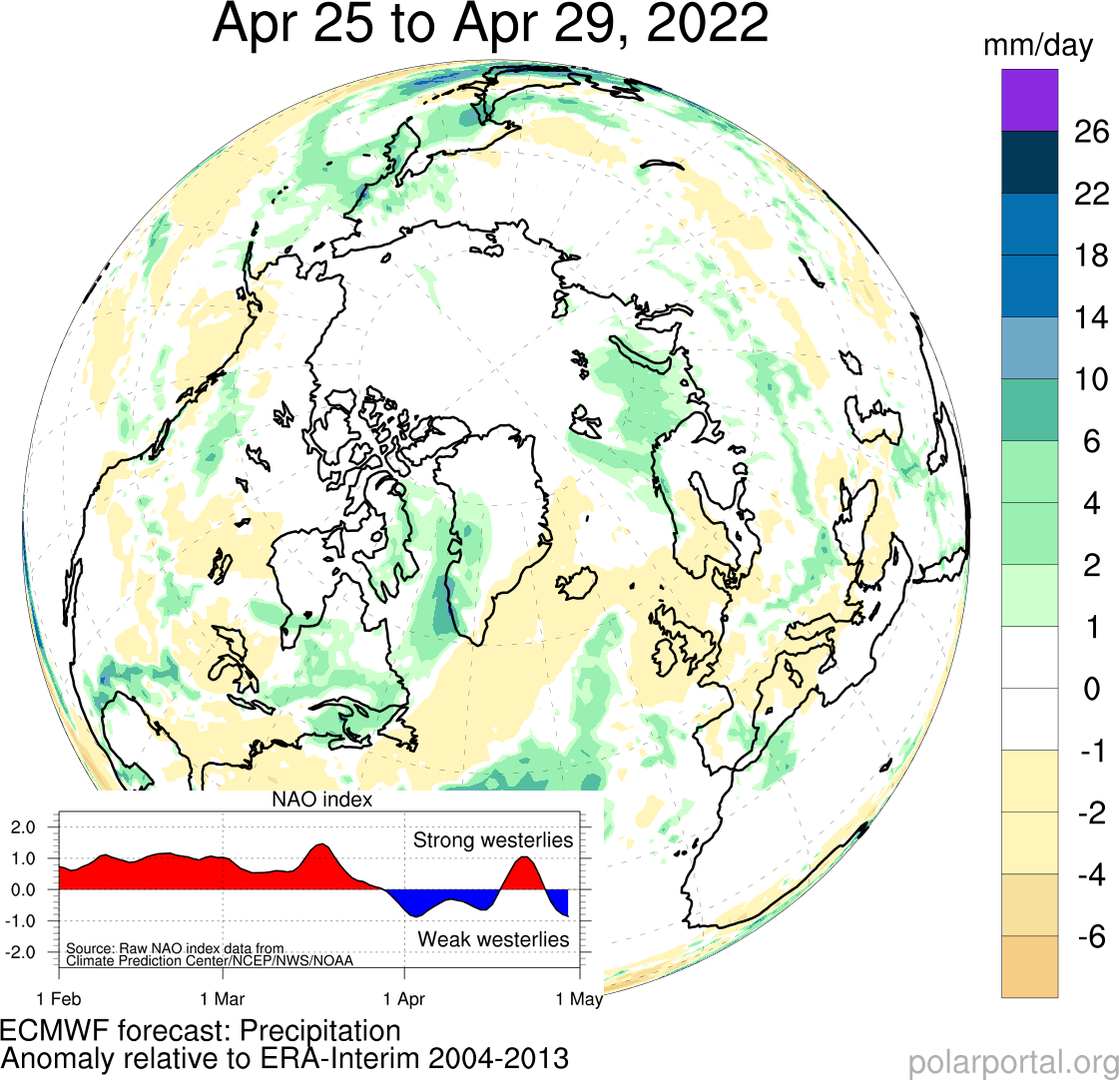 Apr 25 to Apr 29, 2022
mm/day
26
22
18
14
10
6
4
2
1
0
-1
-2
-4
-6
NAO index
2.0
1.0
0.0
-1.0
-2.0
Strong westerlies
Weak westerlies
Source: Raw NAO index data from
Climate Prediction Center/NCEP/NWS/NOAA
1 Feb
1 Mar
1 Apr
1 May
ECMWF forecast: Precipitation
Anomaly relative to ERA-Interim 2004-2013
polarportal.org